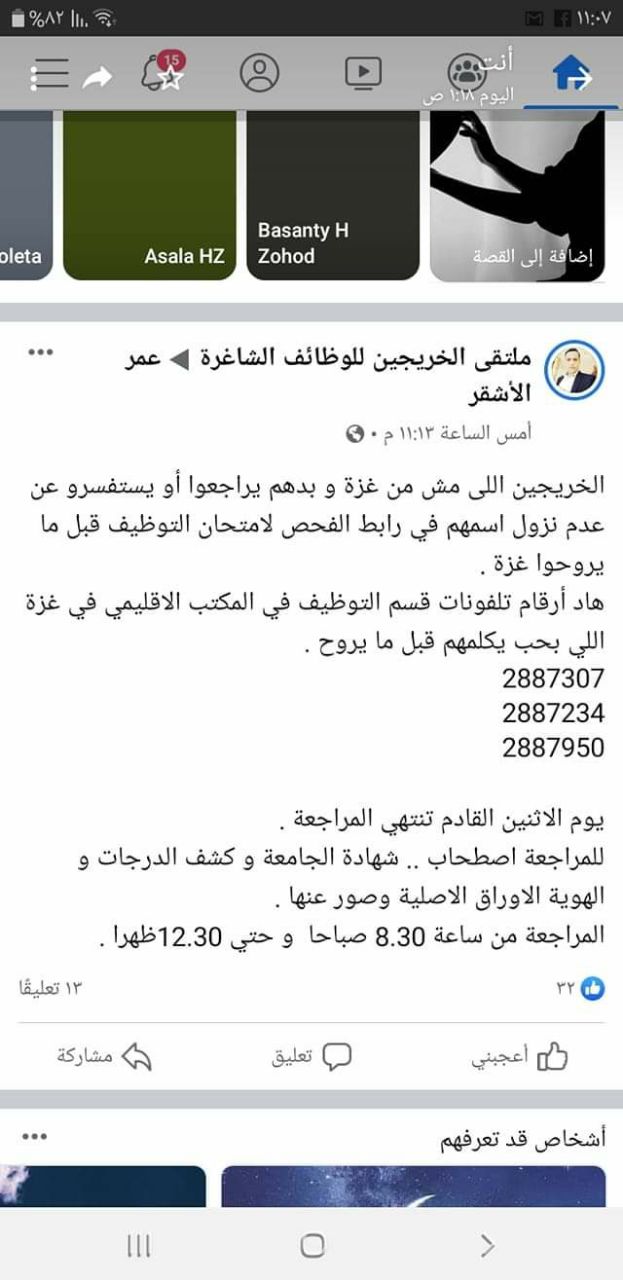 %٨٢ ١١:٠٧
أنت
اليوم ١:١٨ ص
15
إضافة إلى القصة
Basanty H
Zohod
Asala HZ
oleta
ملتقى الخريجين للوظائف الشاغرة ◀ عمر
الأشقر
أمس الساعة ١١:١٣ م •
الخريجين اللى مش من غزة و بدهم يراجعوا أو يستفسرو عن
عدم نزول اسمهم في رابط الفحص لامتحان التوظيف قبل ما
يروحوا غزة .
هاد أرقام تلفونات قسم التوظيف في المكتب الاقليمي في غزة
اللي بحب يكلمهم قبل ما يروح .
2887307
2887234
2887950
يوم الاثنين القادم تنتهي المراجعة .
للمراجعة اصطحاب .. شهادة الجامعة و كشف الدرجات و
الهوية الاوراق الاصلية وصور عنها .
المراجعة من ساعة 8.30 صباحا و حتي 12.30ظهرا .
٣٢ ١٣ تعليقًا
أعجبني تعليق مشاركة
أشخاص قد تعرفهم